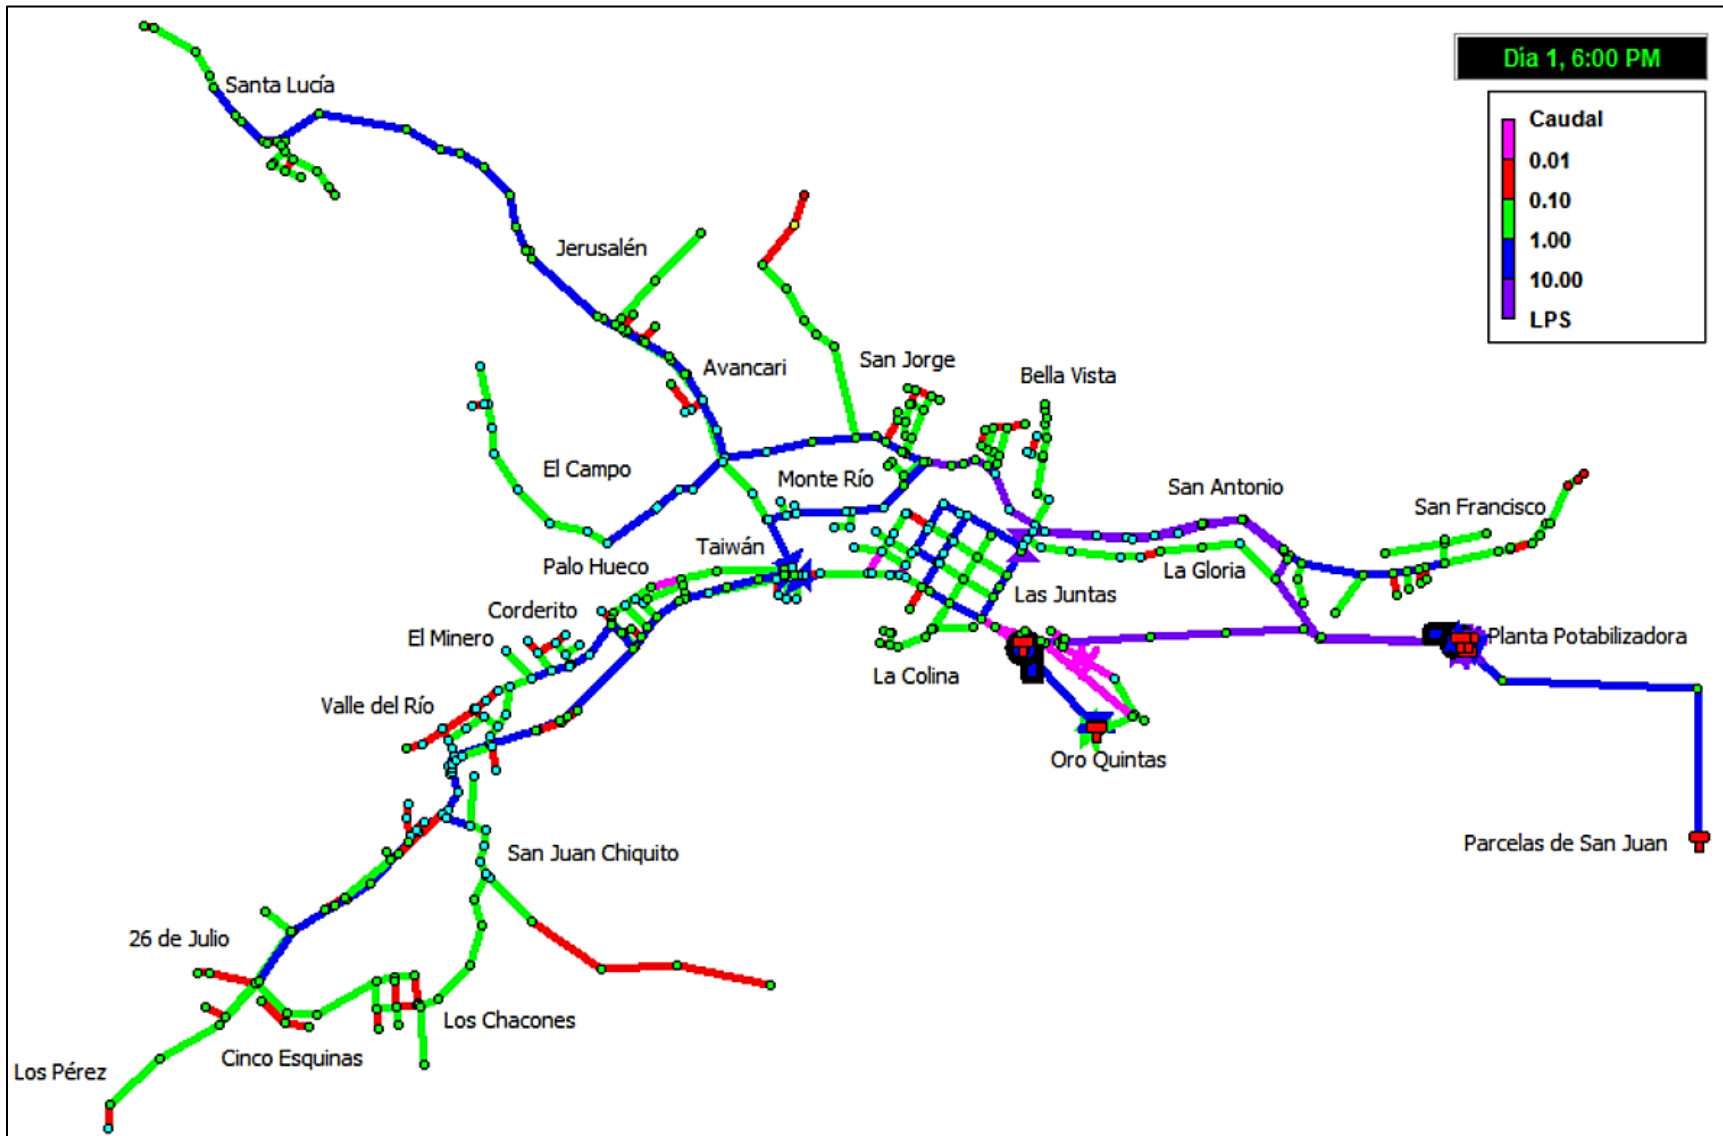 Día 1, 6:00 PM
Caudal
0.01
0.10
1.00
10.00
LPS
Santa Lucía
Jerusalén
Avancari
San Jorge
Bella Vista
El Campo
Monte Río
San Antonio
San Francisco
Taiwán
Palo Hueco
La Gloria
Corderito
Las Juntas
El Minero
Planta Potabilizadora
La Colina
Valle del Río
Oro Quintas
San Juan Chiquito
Parcelas de San Juan
26 de Julio
Los Chacones
Cinco Esquinas
Los Pérez